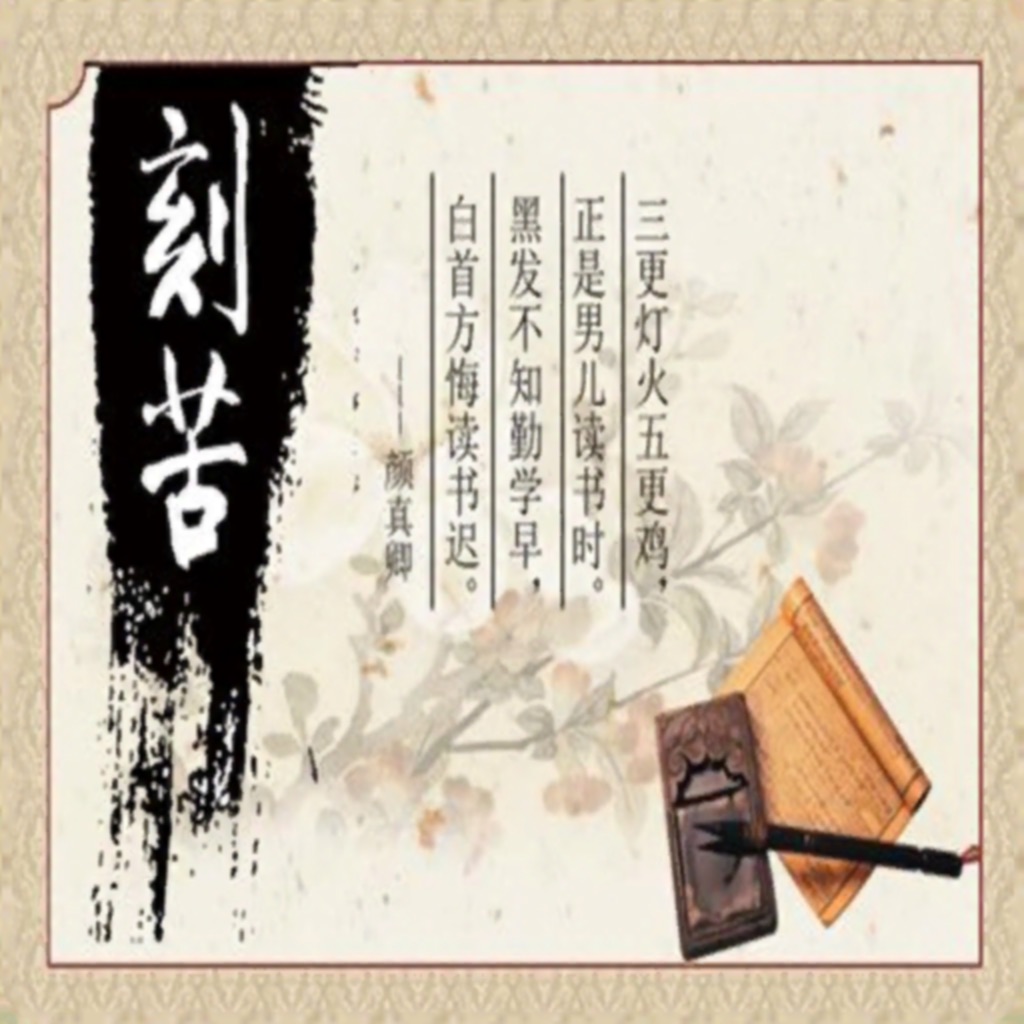 三更灯火五更鸡，
正是男儿读书时。
黑发不知勤学早，
白首方悔读书迟。
——颜真卿
刻苦